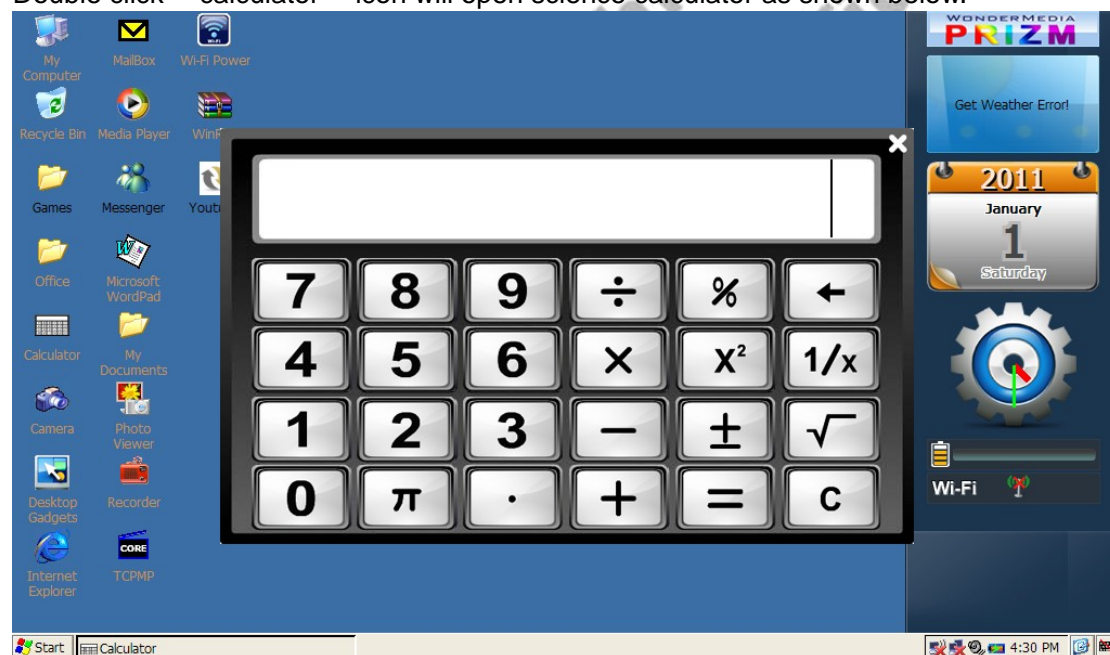 Double click " calculator " icon will open science calculator as shown below.
My Computer
MailBox
Wi-Fi Power
Recycle Bin
Media Player
Games
Messenger
Office
Microsoft WordPad
Calculator
My Documents
Camera
Photo Viewer
Desktop Gadgets
Recorder
Internet Explorer
CORE
TCPMP
7 8 9 ÷ % ←
4 5 6 × X² 1/x
1 2 3 − ± √
0 π · + = C
WONDERMEDIA
PRIZM
Get Weather Error!
2011
January
1
Saturday
Wi-Fi
Start
Calculator
4:30 PM